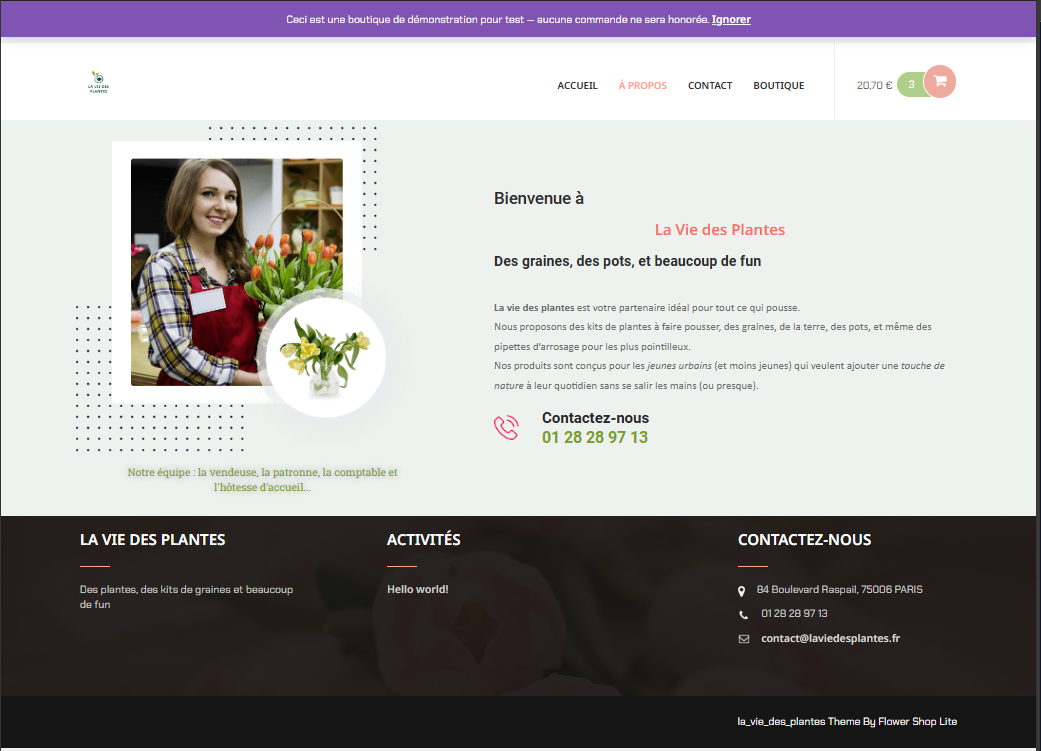 Ceci est une boutique de démonstration pour test — aucune commande ne sera honorée. Ignorer
LA VIE DES
PLANTES
ACCUEIL
À PROPOS
CONTACT
BOUTIQUE
20,70 €
3
Bienvenue à
La Vie des Plantes
Des graines, des pots, et beaucoup de fun
La vie des plantes est votre partenaire idéal pour tout ce qui pousse.
Nous proposons des kits de plantes à faire pousser, des graines, de la terre, des pots, et même des
pipettes d'arrosage pour les plus pointilleux.
Nos produits sont conçus pour les jeunes urbains (et moins jeunes) qui veulent ajouter une touche de
nature à leur quotidien sans se salir les mains (ou presque).
Contactez-nous
01 28 28 97 13
Notre équipe : la vendeuse, la patronne, la comptable et
l'hôtesse d'accueil...
LA VIE DES PLANTES
Des plantes, des kits de graines et beaucoup
de fun
ACTIVITÉS
Hello world!
CONTACTEZ-NOUS
84 Boulevard Raspail, 75006 PARIS
01 28 28 97 13
contact@laviedesplantes.fr
la_vie_des_plantes Theme By Flower Shop Lite